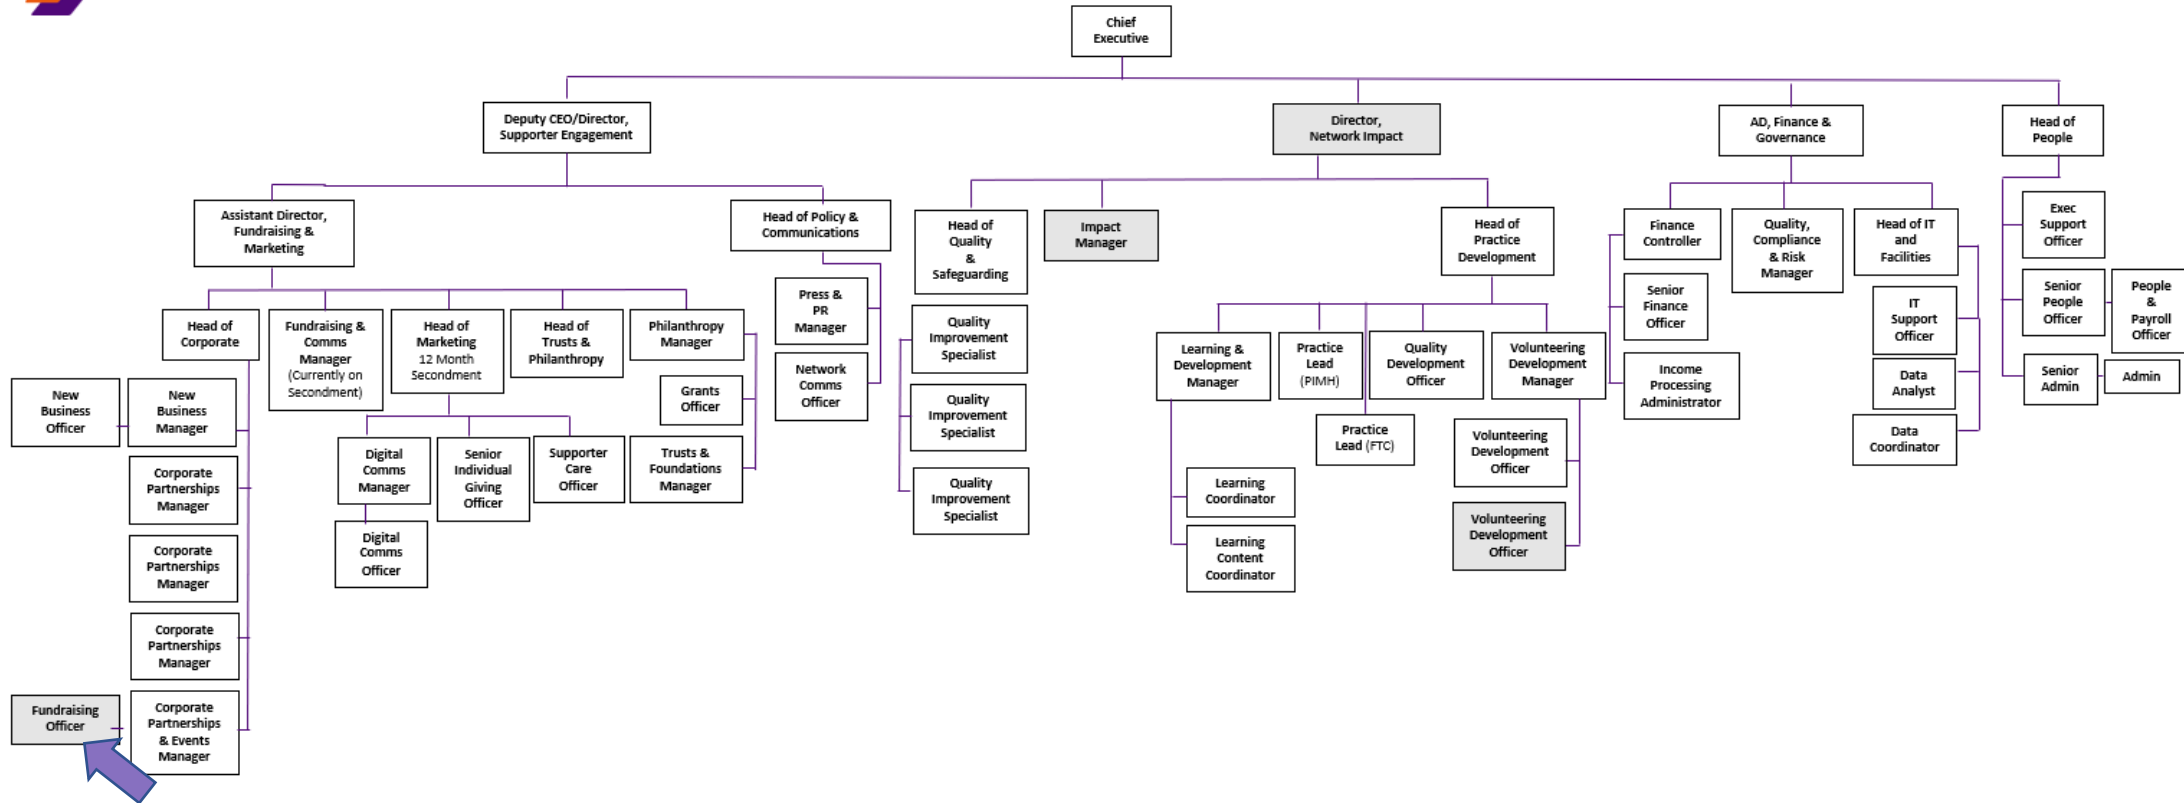 Chief
Executive
Deputy CEO/Director,
Supporter Engagement
Director,
Network Impact
AD, Finance &
Governance
Head of
People
Assistant Director,
Fundraising &
Marketing
Head of Policy &
Communications
Head of
Quality
&
Safeguarding
Impact
Manager
Head of
Practice
Development
Finance
Controller
Quality,
Compliance
& Risk
Manager
Head of IT
and
Facilities
Exec
Support
Officer
Head of
Corporate
Fundraising &
Comms
Manager
(Currently on
Secondment)
Head of
Marketing
12 Month
Secondment
Head of
Trusts &
Philanthropy
Philanthropy
Manager
Press &
PR
Manager
Network
Comms
Officer
Quality
Improvement
Specialist
Quality
Improvement
Specialist
Quality
Improvement
Specialist
Learning &
Development
Manager
Practice
Lead
(PIMH)
Quality
Development
Officer
Volunteering
Development
Manager
Senior
Finance
Officer
Income
Processing
Administrator
IT
Support
Officer
Data
Analyst
Data
Coordinator
Senior
People
Officer
People
&
Payroll
Officer
Senior
Admin
Admin
New
Business
Officer
New
Business
Manager
Corporate
Partnerships
Manager
Corporate
Partnerships
Manager
Corporate
Partnerships
Manager
Fundraising
Officer
Corporate
Partnerships
& Events
Manager
Digital
Comms
Manager
Senior
Individual
Giving
Officer
Supporter
Care
Officer
Digital
Comms
Officer
Grants
Officer
Trusts &
Foundations
Manager
Practice
Lead (FTC)
Learning
Coordinator
Learning
Content
Coordinator
Volunteering
Development
Officer
Volunteering
Development
Officer